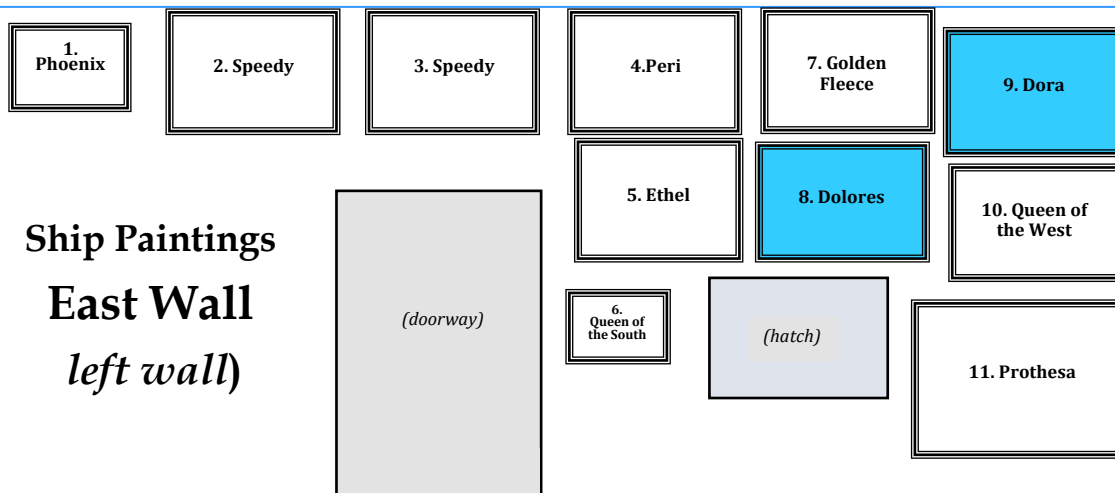 1.
Phoenix
2. Speedy
3. Speedy
4.Peri
7. Golden
Fleece
9. Dora
5. Ethel
8. Dolores
10. Queen of
the West
Ship Paintings
East Wall
left wall)
(doorway)
6.
Queen of
the South
(hatch)
11. Prothesa